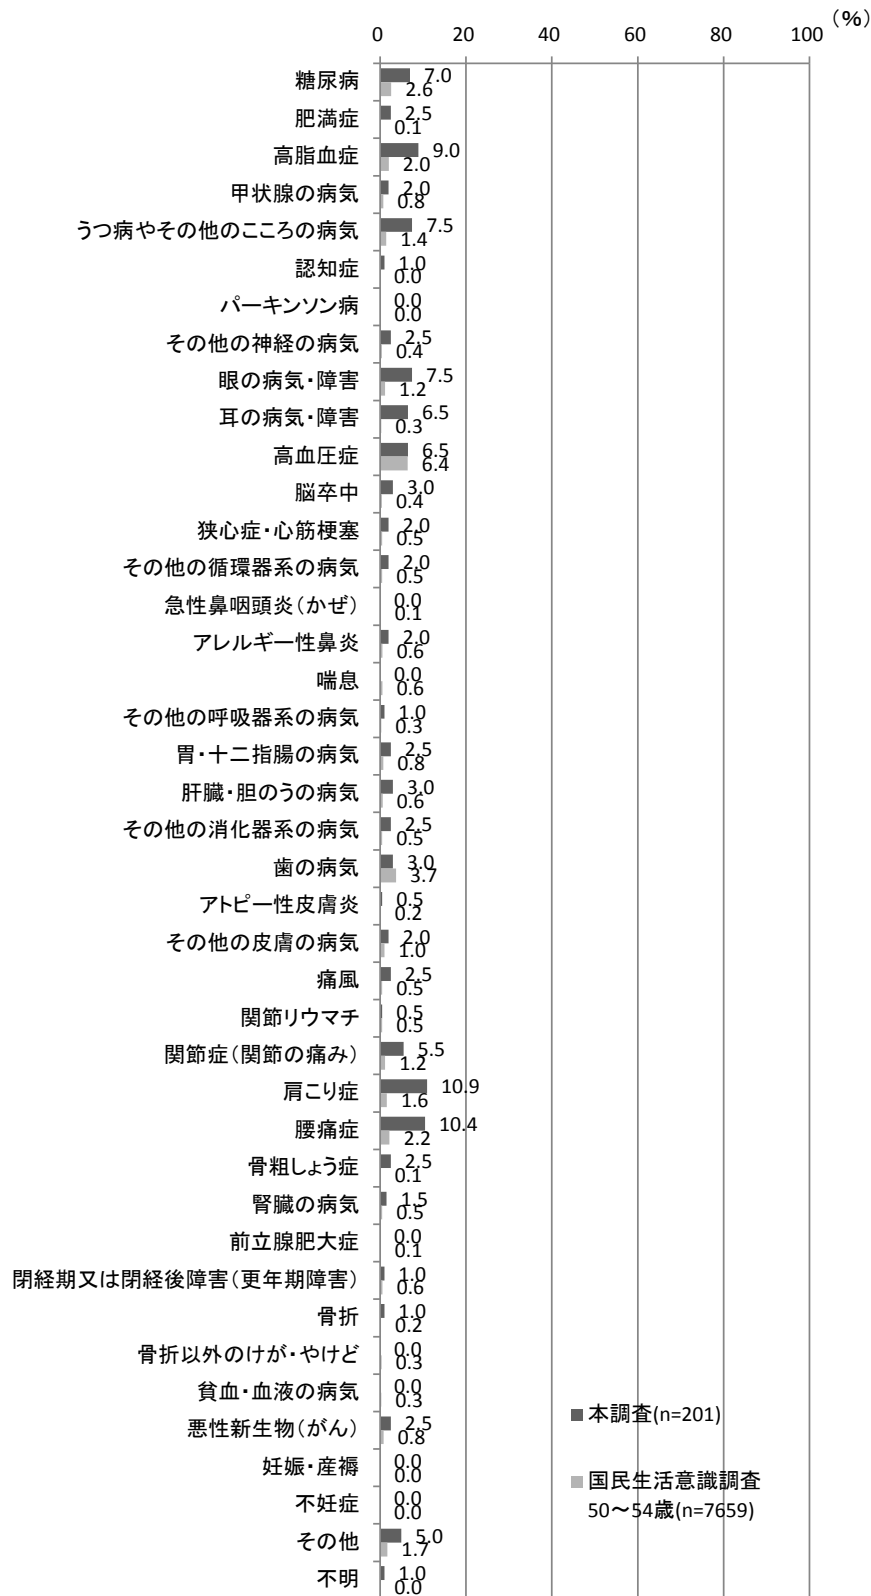 （%）
0 20 40 60 80 100
糖尿病 7.0
2.6
肥満症 2.5
0.1
高脂血症 9.0
2.0
甲状腺の病気 2.0
0.8
うつ病やその他のこころの病気 7.5
1.4
認知症 1.0
0.0
パーキンソン病 0.0
0.0
その他の神経の病気 2.5
0.4
眼の病気・障害 7.5
1.2
耳の病気・障害 6.5
0.3
高血圧症 6.5
6.4
脳卒中 3.0
0.4
狭心症・心筋梗塞 2.0
0.5
その他の循環器系の病気 2.0
0.5
急性鼻咽頭炎（かぜ） 0.0
0.1
アレルギー性鼻炎 2.0
0.6
喘息 0.0
0.6
その他の呼吸器系の病気 1.0
0.3
胃・十二指腸の病気 2.5
0.8
肝臓・胆のうの病気 3.0
0.6
その他の消化器系の病気 2.5
0.5
歯の病気 3.0
3.7
アトピー性皮膚炎 0.5
0.2
その他の皮膚の病気 2.0
1.0
痛風 2.5
0.5
関節リウマチ 0.5
0.5
関節症（関節の痛み） 5.5
1.2
肩こり症 10.9
1.6
腰痛症 10.4
2.2
骨粗しょう症 2.5
0.1
腎臓の病気 1.5
0.5
前立腺肥大症 0.0
0.1
閉経期又は閉経後障害（更年期障害） 1.0
0.6
骨折 1.0
0.2
骨折以外のけが・やけど 0.0
0.3
貧血・血液の病気 0.0
0.3
悪性新生物（がん） 2.5
0.8
妊娠・産褥 0.0
0.0
不妊症 0.0
0.0
その他 5.0
1.7
不明 1.0
0.0
本調査(n=201)
国民生活意識調査
50～54歳(n=7659)